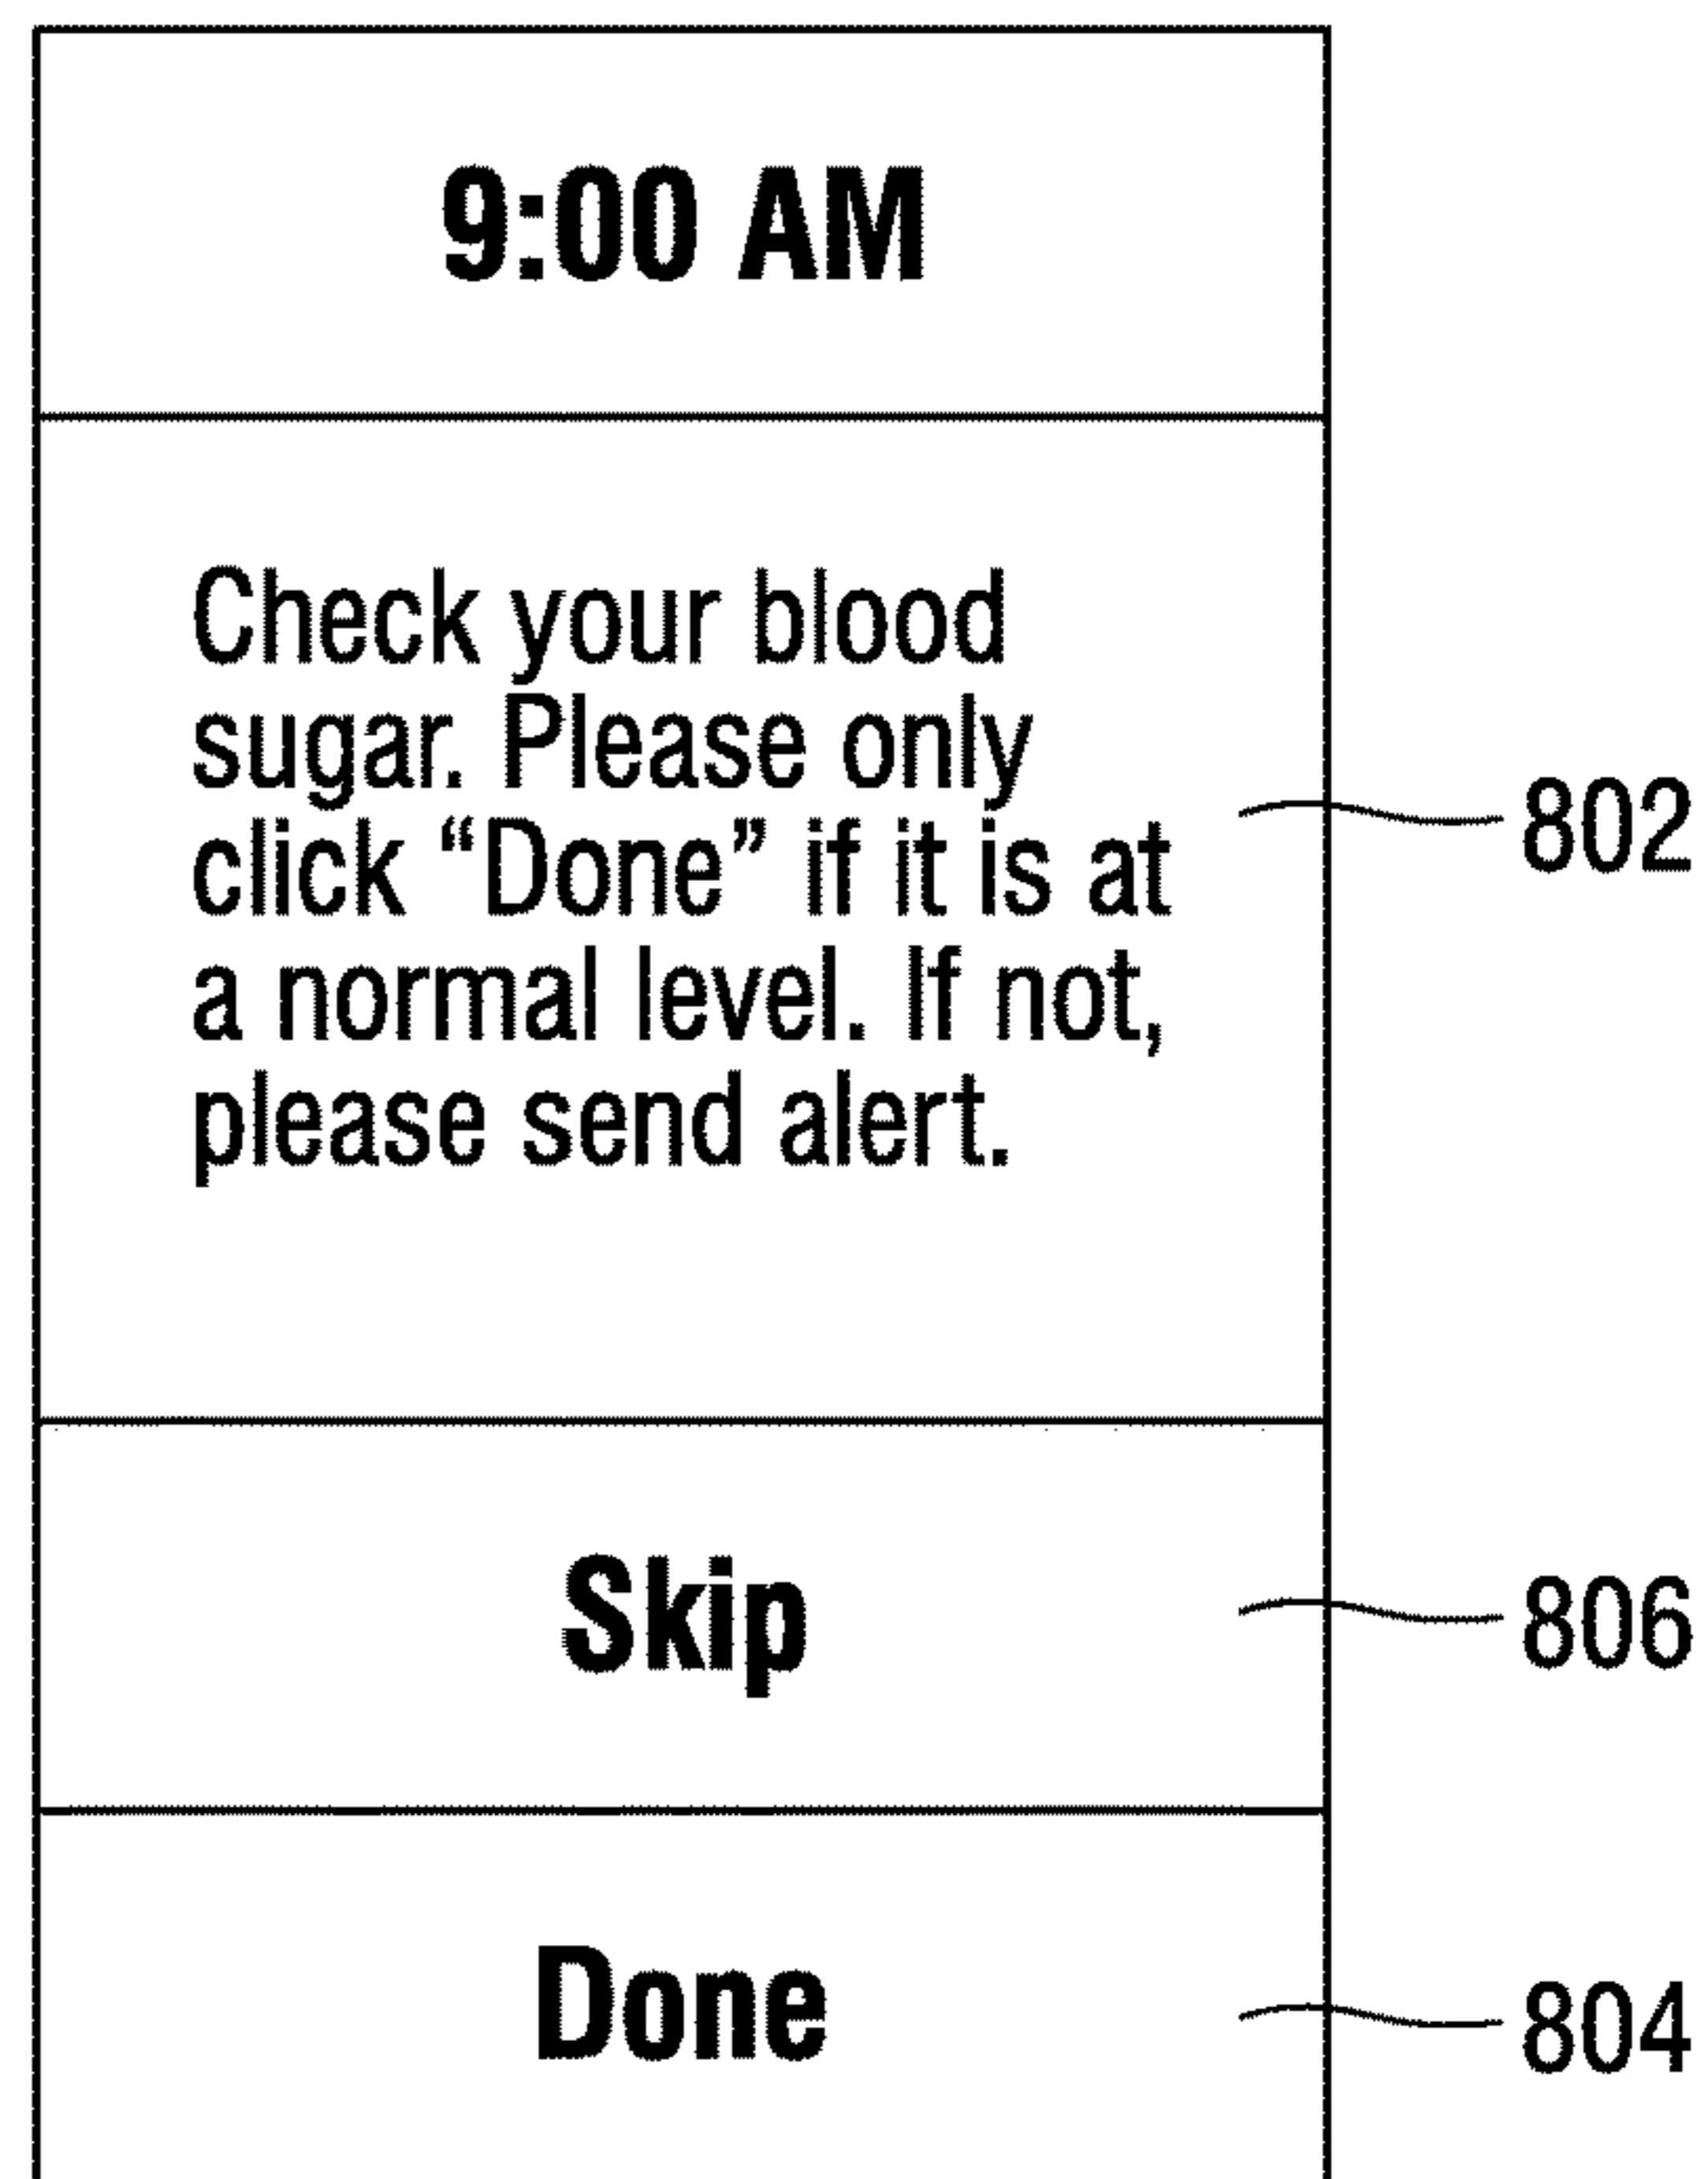 9:00 AM
Check your blood
sugar. Please only
click “Done” if it is at
a normal level. If not,
please send alert.
802
Skip
806
Done
804